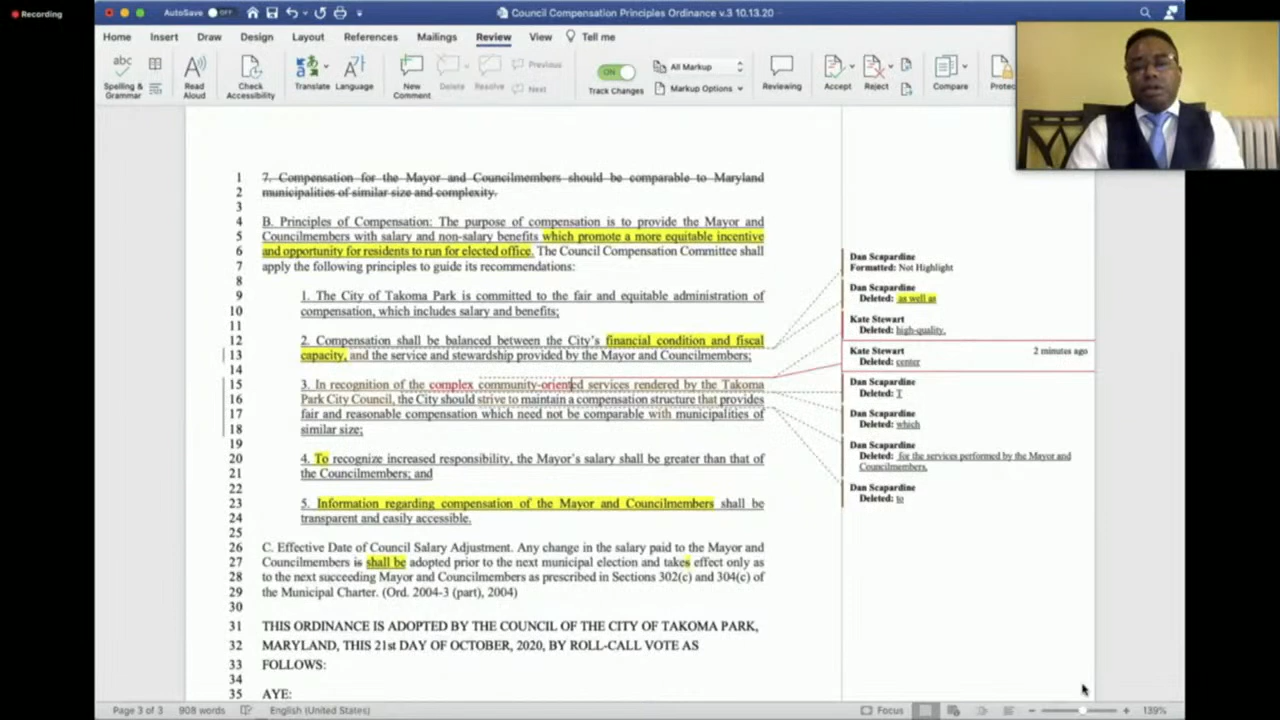 Recording
AutoSave OFF
Council Compensation Principles Ordinance v.3 10.13.20
Home Insert Draw Design Layout References Mailings Review View Tell me
Spelling & Grammar
Read Aloud
Check Accessibility
Translate
Language
New Comment
Delete
Resolve
Previous
Next
ON
Track Changes
All Markup
Markup Options
Reviewing
Accept
Reject
Compare
Protec
1 7. Compensation for the Mayor and Councilmembers should be comparable to Maryland
2 municipalities of similar size and complexity.
3
4 B. Principles of Compensation: The purpose of compensation is to provide the Mayor and
5 Councilmembers with salary and non-salary benefits which promote a more equitable incentive
6 and opportunity for residents to run for elected office. The Council Compensation Committee shall
7 apply the following principles to guide its recommendations:
8
9 1. The City of Takoma Park is committed to the fair and equitable administration of
10 compensation, which includes salary and benefits;
11
12 2. Compensation shall be balanced between the City's financial condition and fiscal
13 capacity, and the service and stewardship provided by the Mayor and Councilmembers;
14
15 3. In recognition of the complex community-oriented services rendered by the Takoma
16 Park City Council, the City should strive to maintain a compensation structure that provides
17 fair and reasonable compensation which need not be comparable with municipalities of
18 similar size;
19
20 4. To recognize increased responsibility, the Mayor's salary shall be greater than that of
21 the Councilmembers; and
22
23 5. Information regarding compensation of the Mayor and Councilmembers shall be
24 transparent and easily accessible.
25
26 C. Effective Date of Council Salary Adjustment. Any change in the salary paid to the Mayor and
27 Councilmembers is shall be adopted prior to the next municipal election and takes effect only as
28 to the next succeeding Mayor and Councilmembers as prescribed in Sections 302(c) and 304(c) of
29 the Municipal Charter. (Ord. 2004-3 (part), 2004)
30
31 THIS ORDINANCE IS ADOPTED BY THE COUNCIL OF THE CITY OF TAKOMA PARK,
32 MARYLAND, THIS 21st DAY OF OCTOBER, 2020, BY ROLL-CALL VOTE AS
33 FOLLOWS:
34
35 AYE:
Dan Scapardine
Formatted: Not Highlight
Dan Scapardine
Deleted: as well as
Kate Stewart
Deleted: high-quality,
Kate Stewart 2 minutes ago
Deleted: center
Dan Scapardine
Deleted: T
Dan Scapardine
Deleted: which
Dan Scapardine
Deleted: for the services performed by the Mayor and
Councilmembers,
Dan Scapardine
Deleted: to
Page 3 of 3 908 words English (United States) Focus 139%